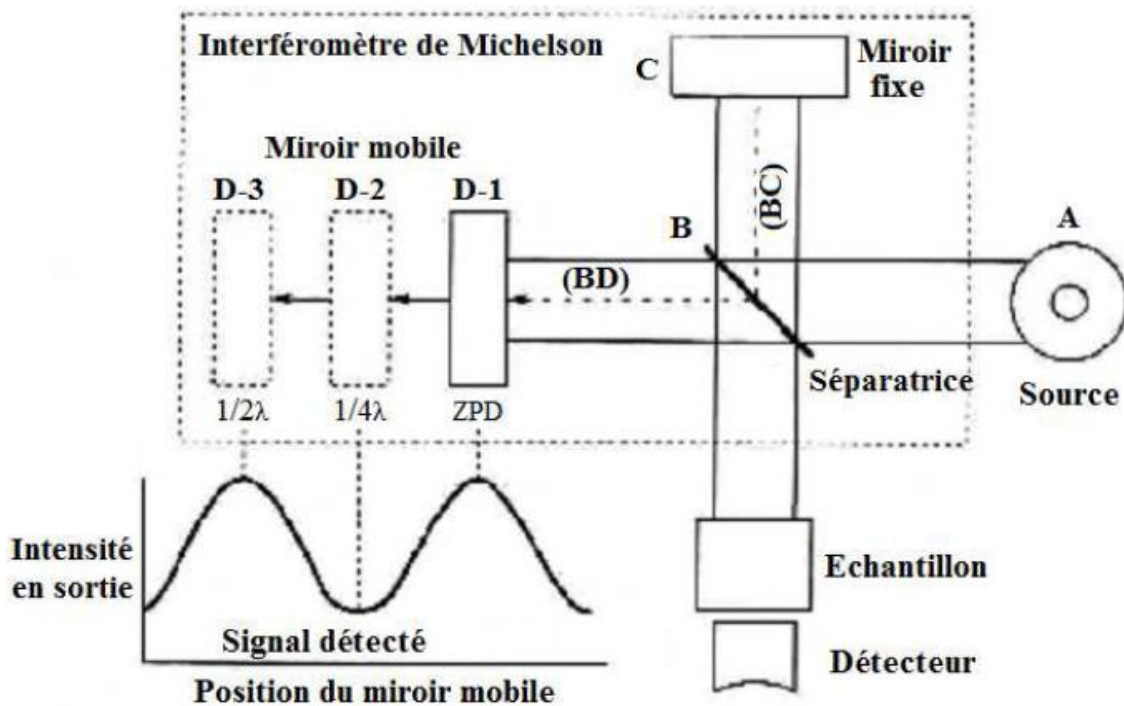 Interféromètre de Michelson
C
Miroir
fixe
Miroir mobile
D-3
D-2
D-1
(BC)
B
A
(BD)
Séparatrice
Source
1/2λ
1/4λ
ZPD
Intensité
en sortie
Echantillon
Signal détecté
Détecteur
Position du miroir mobile